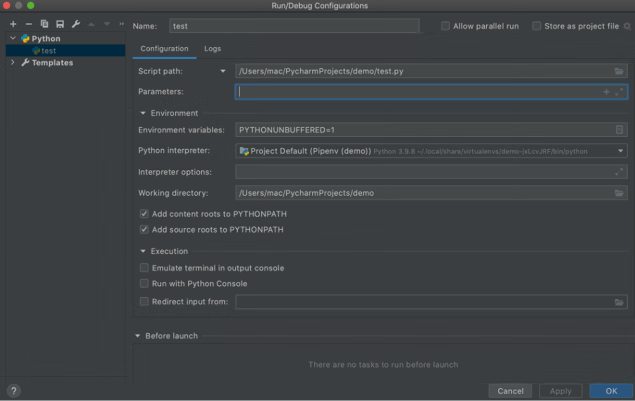 Run/Debug Configurations
Name: test
Allow parallel run
Store as project file
Python
test
Templates
Configuration Logs
Script path: /Users/mac/PycharmProjects/demo/test.py
Parameters:
Environment
Environment variables: PYTHONUNBUFFERED=1
Python interpreter: Project Default (Pipenv (demo)) Python 3.9.8 ~/.local/share/virtualenvs/
Interpreter options:
Working directory: /Users/mac/PycharmProjects/demo
Add content roots to PYTHONPATH
Add source roots to PYTHONPATH
Execution
Emulate terminal in output console
Run with Python Console
Redirect input from:
Before launch
There are no tasks to run before launch
? Cancel Apply OK